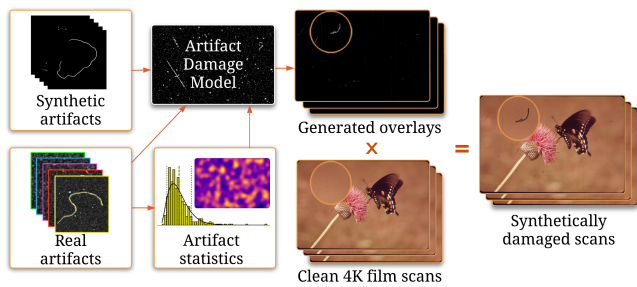 Synthetic
artifacts
Artifact
Damage
Model
Generated overlays
x
=
Real
artifacts
Artifact
statistics
Clean 4K film scans
Synthetically
damaged scans